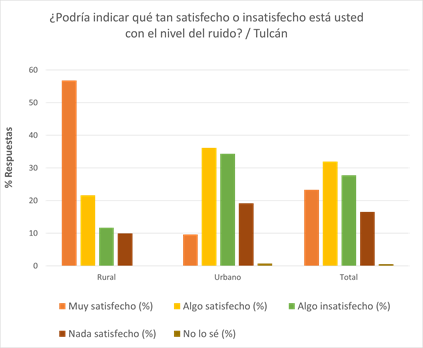 ¿Podría indicar qué tan satisfecho o insatisfecho está usted
con el nivel del ruido? / Tulcán
% Respuestas
60
50
40
30
20
10
0
Rural
Urbano
Total
Muy satisfecho (%)
Algo satisfecho (%)
Algo insatisfecho (%)
Nada satisfecho (%)
No lo sé (%)